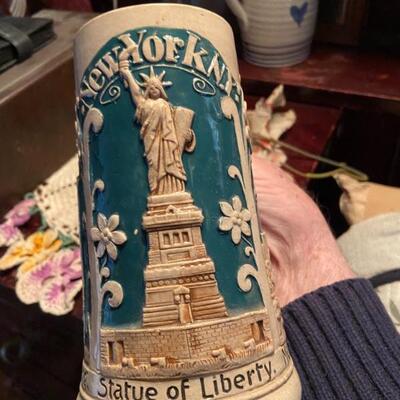 New York N.Y.
Statue of Liberty.